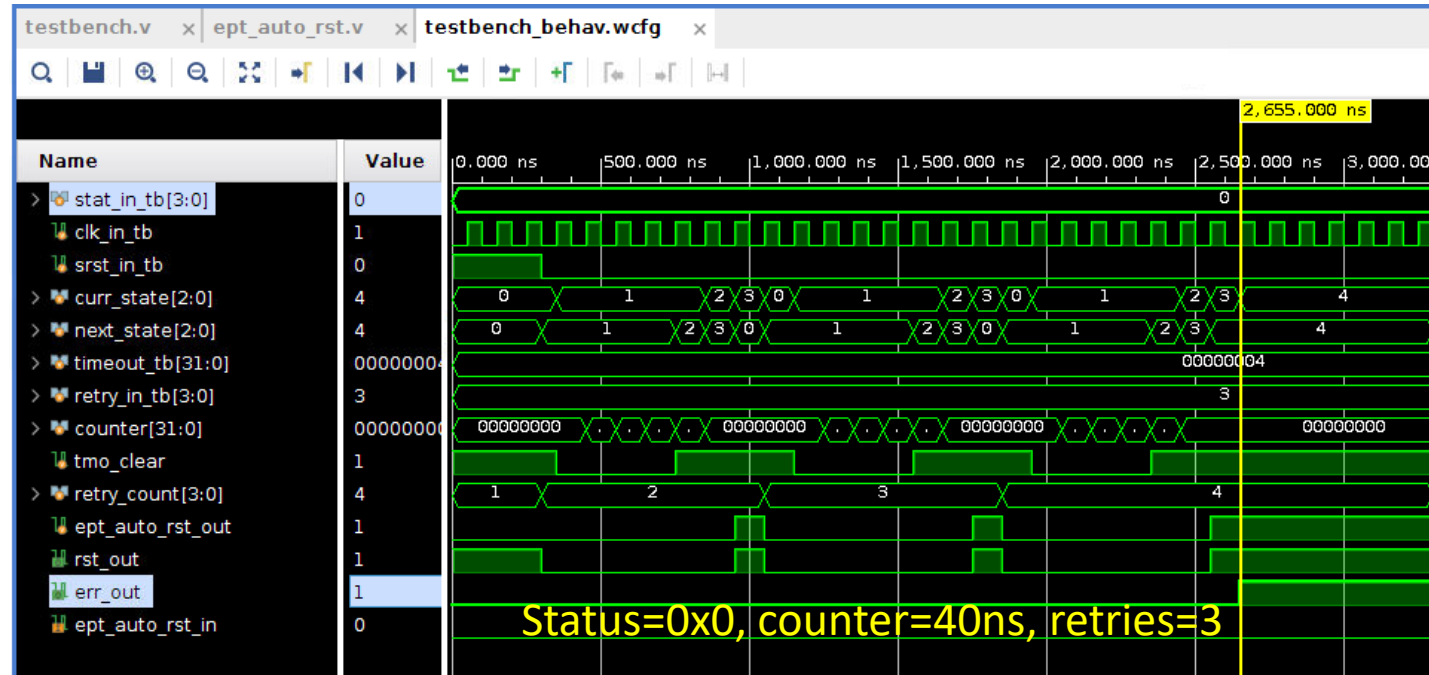 testbench.v × ept_auto_rst.v × testbench_behav.wcfg ×
2,655.000 ns
Name Value 0.000 ns 500.000 ns 1,000.000 ns 1,500.000 ns 2,000.000 ns 2,500.000 ns 3,000.00
stat_in_tb[3:0] 0 0
clk_in_tb 1
srst_in_tb 0
curr_state[2:0] 4 0 1 2 3 0 1 2 3 0 1 2 3 4
next_state[2:0] 4 0 1 2 3 0 1 2 3 0 1 2 3 4
timeout_tb[31:0] 00000004 00000004
retry_in_tb[3:0] 3 3
counter[31:0] 00000000 00000000 . . . . 00000000 . . . . 00000000 . . . . 00000000
tmo_clear 1
retry_count[3:0] 4 1 2 3 4
ept_auto_rst_out 1
rst_out 1
err_out 1
ept_auto_rst_in 0
Status=0x0, counter=40ns, retries=3